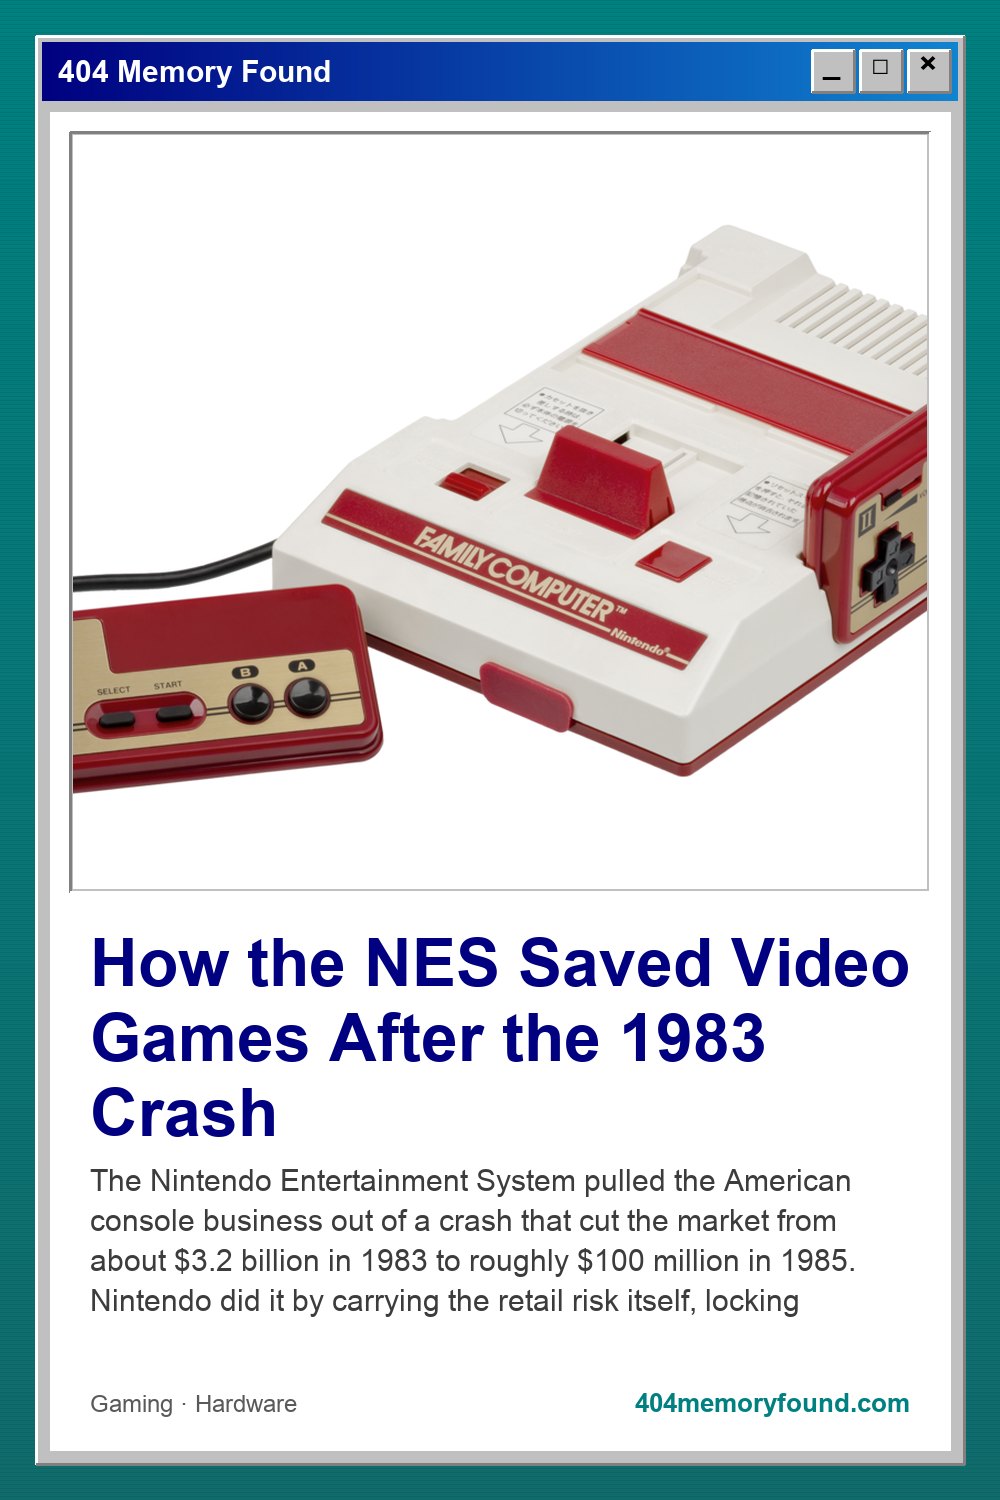 404 Memory Found
FAMILY COMPUTER™
Nintendo®
II
SELECT
START
B
A
How the NES Saved Video
Games After the 1983
Crash
The Nintendo Entertainment System pulled the American
console business out of a crash that cut the market from
about $3.2 billion in 1983 to roughly $100 million in 1985.
Nintendo did it by carrying the retail risk itself, locking
Gaming · Hardware
404memoryfound.com